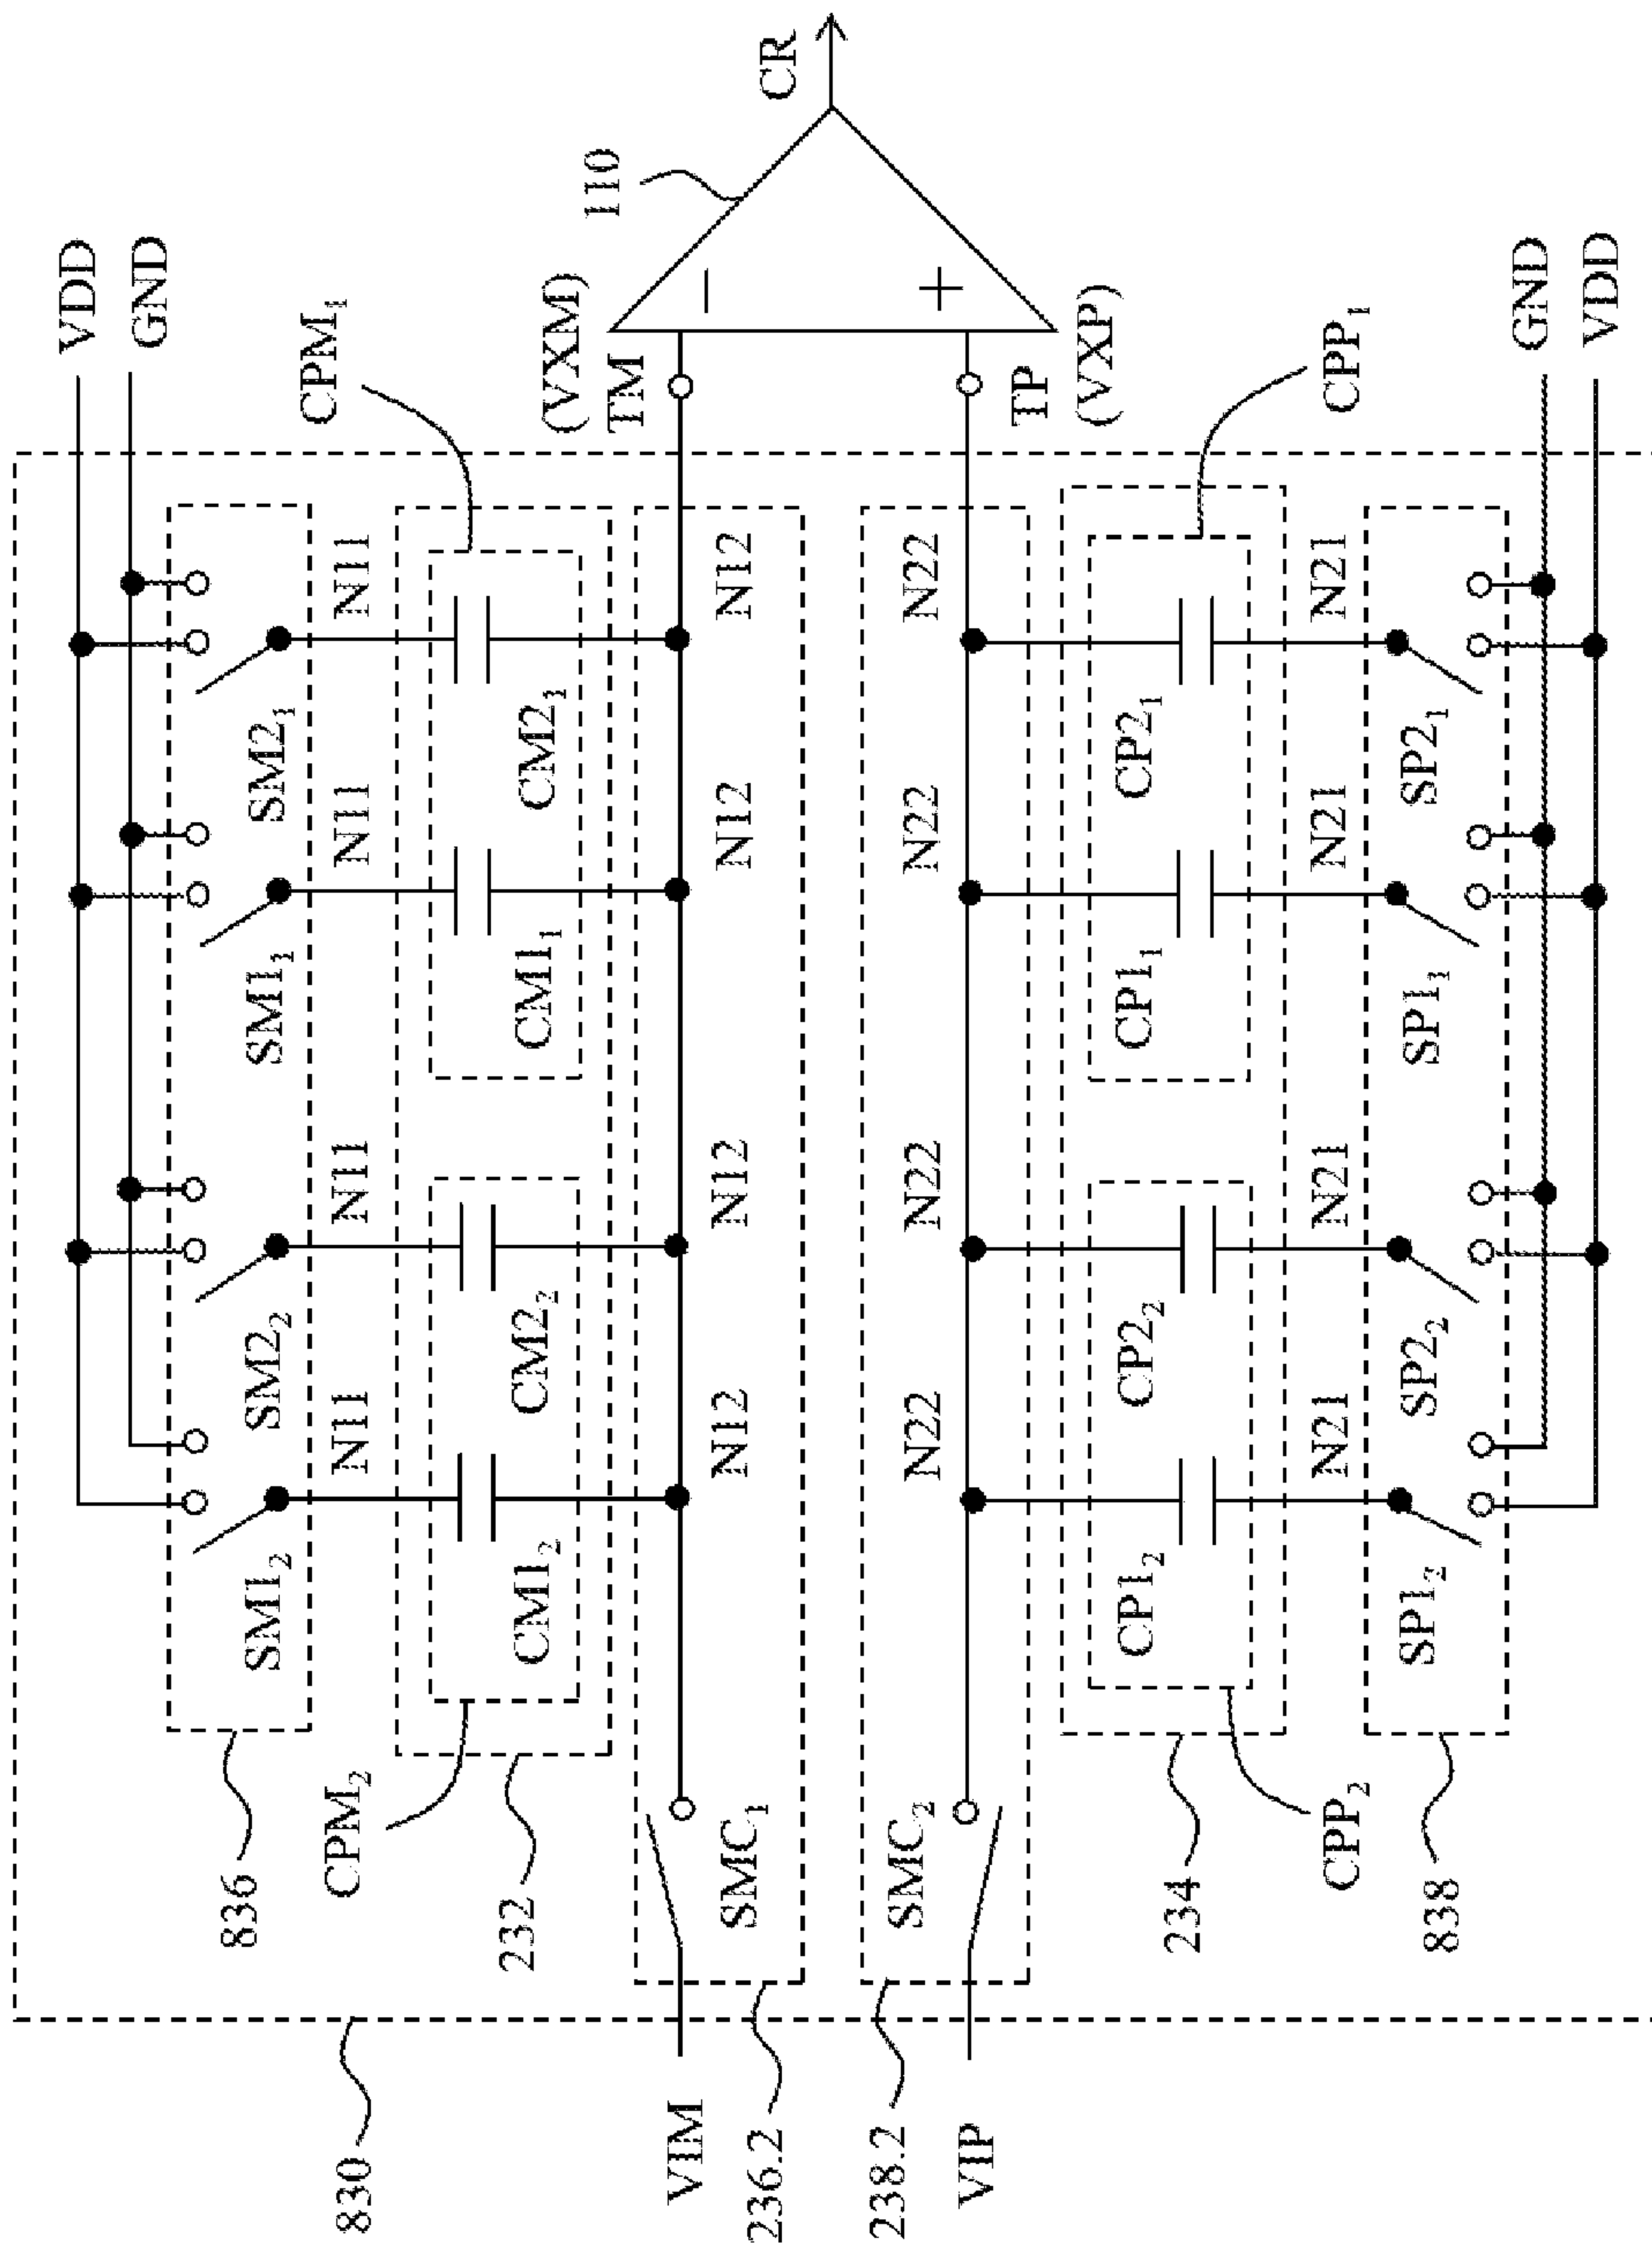 830
836
VDD
GND
SM1₂
SM2₂
SM1₁
SM2₁
N11
N11
N11
N11
CPM₂
232
CM1₂
CM2₂
CM1₁
CM2₁
CPM₁
(VXM)
TM
VIM
236.2
SMC₁
N12
N12
N12
N12
110
CR
−
+
238.2
VIP
SMC₂
N22
N22
N22
N22
TP
(VXP)
234
CP1₂
CP2₂
CP1₁
CP2₁
CPP₁
CPP₂
N21
N21
N21
N21
838
SP1₂
SP2₂
SP1₁
SP2₁
GND
VDD